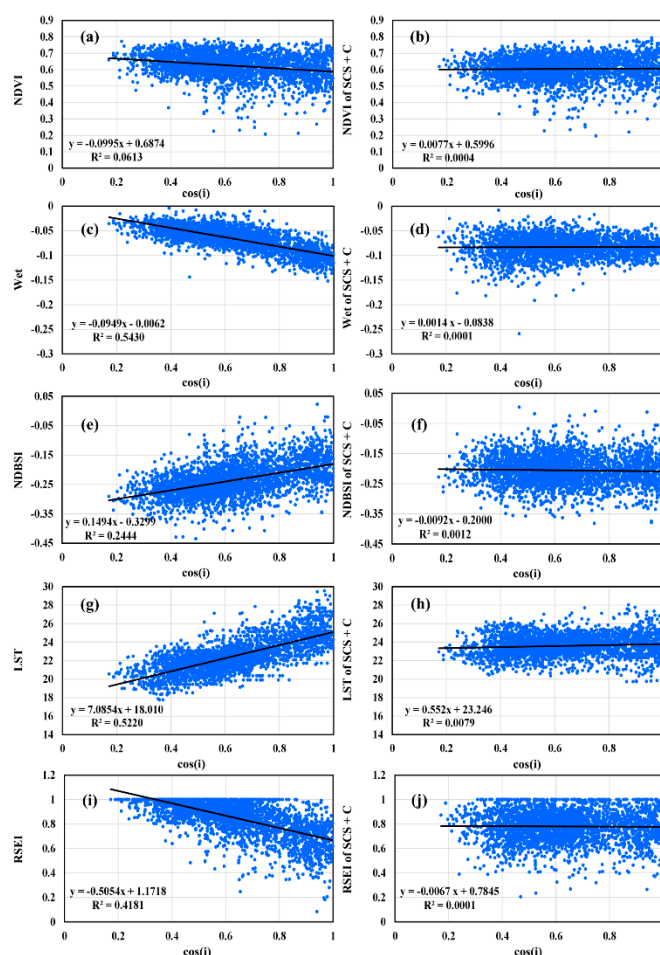 (a)
NDVI
0.9
0.8
0.7
0.6
0.5
0.4
0.3
0.2
0.1
0
y = -0.0995x + 0.6874
R² = 0.0613
0 0.2 0.4 0.6 0.8 1
cos(i)
(b)
NDVI of SCS + C
0.9
0.8
0.7
0.6
0.5
0.4
0.3
0.2
0.1
0
y = 0.0077x + 0.5996
R² = 0.0004
0 0.2 0.4 0.6 0.8 1
cos(i)
(c)
Wet
0
-0.05
-0.1
-0.15
-0.2
-0.25
-0.3
y = -0.0949x - 0.0062
R² = 0.5430
0 0.2 0.4 0.6 0.8 1
cos(i)
(d)
Wet of SCS + C
0
-0.05
-0.1
-0.15
-0.2
-0.25
-0.3
y = 0.0014x - 0.0838
R² = 0.0001
0 0.2 0.4 0.6 0.8 1
cos(i)
(e)
NDBSI
0.05
-0.05
-0.15
-0.25
-0.35
-0.45
y = 0.1494x - 0.3299
R² = 0.2444
0 0.2 0.4 0.6 0.8 1
cos(i)
(f)
NDBSI of SCS + C
0.05
-0.05
-0.15
-0.25
-0.35
-0.45
y = -0.0092x - 0.2000
R² = 0.0012
0 0.2 0.4 0.6 0.8 1
cos(i)
(g)
LST
30
28
26
24
22
20
18
16
14
y = 7.0854x + 18.010
R² = 0.5220
0 0.2 0.4 0.6 0.8 1
cos(i)
(h)
LST of SCS + C
30
28
26
24
22
20
18
16
14
y = 0.552x + 23.246
R² = 0.0079
0 0.2 0.4 0.6 0.8 1
cos(i)
(i)
RSEI
1.2
1
0.8
0.6
0.4
0.2
0
y = -0.5054x + 1.1718
R² = 0.4181
0 0.2 0.4 0.6 0.8 1
cos(i)
(j)
RSEI of SCS + C
1.2
1
0.8
0.6
0.4
0.2
0
y = -0.0067x + 0.7845
R² = 0.0001
0 0.2 0.4 0.6 0.8 1
cos(i)